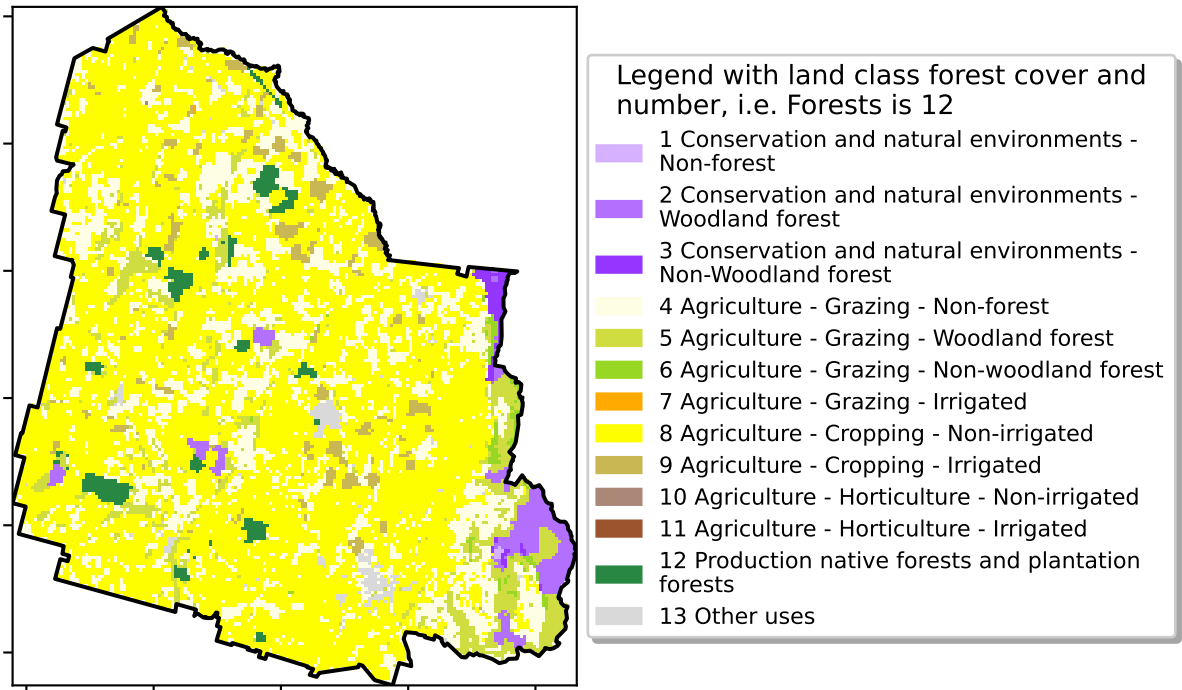 Legend with land class forest cover and
number, i.e. Forests is 12
1 Conservation and natural environments -
Non-forest
2 Conservation and natural environments -
Woodland forest
3 Conservation and natural environments -
Non-Woodland forest
4 Agriculture - Grazing - Non-forest
5 Agriculture - Grazing - Woodland forest
6 Agriculture - Grazing - Non-woodland forest
7 Agriculture - Grazing - Irrigated
8 Agriculture - Cropping - Non-irrigated
9 Agriculture - Cropping - Irrigated
10 Agriculture - Horticulture - Non-irrigated
11 Agriculture - Horticulture - Irrigated
12 Production native forests and plantation
forests
13 Other uses